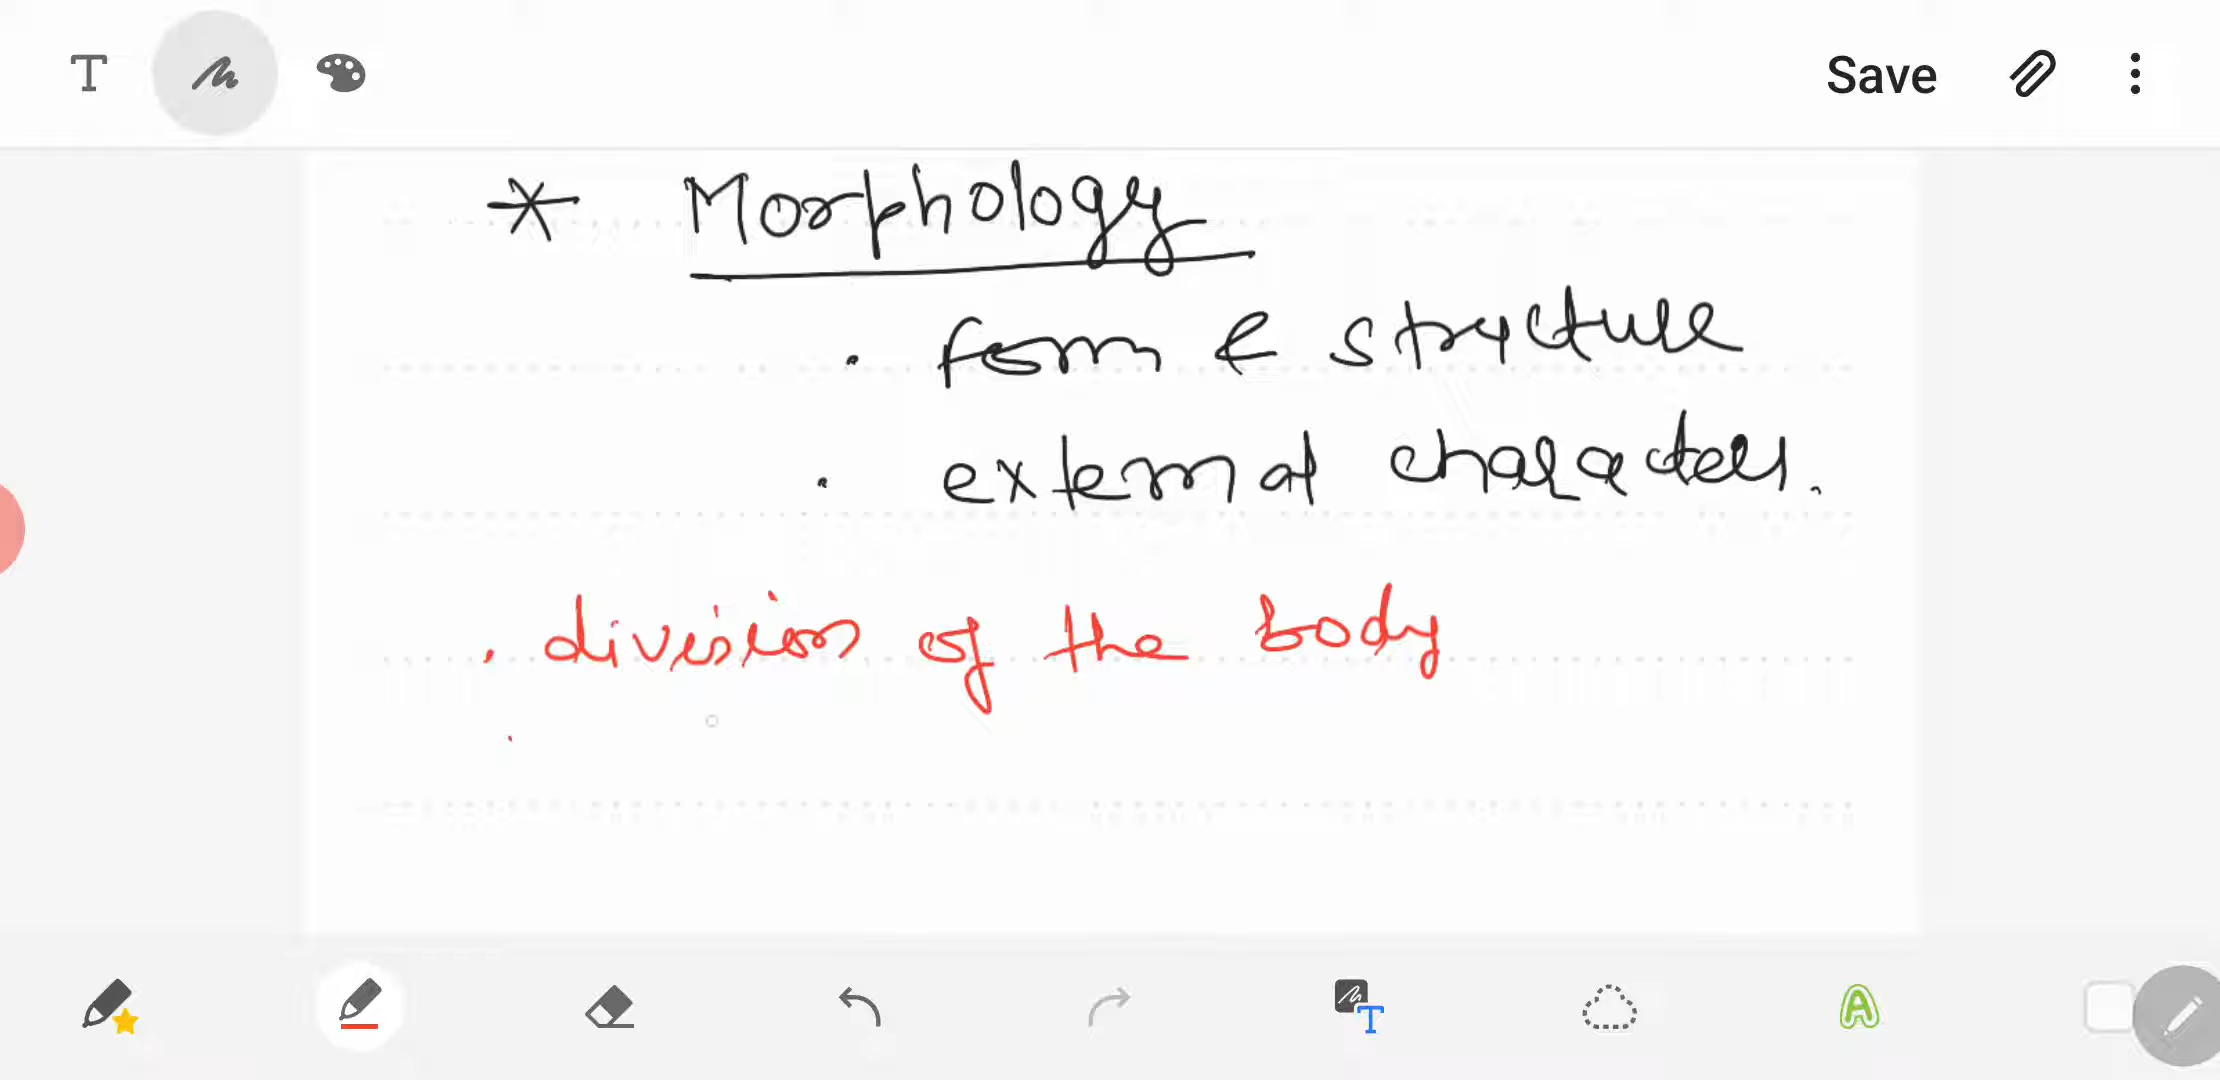 Save
* Morphology
. form & structure
. external characters.
. division of the body
.